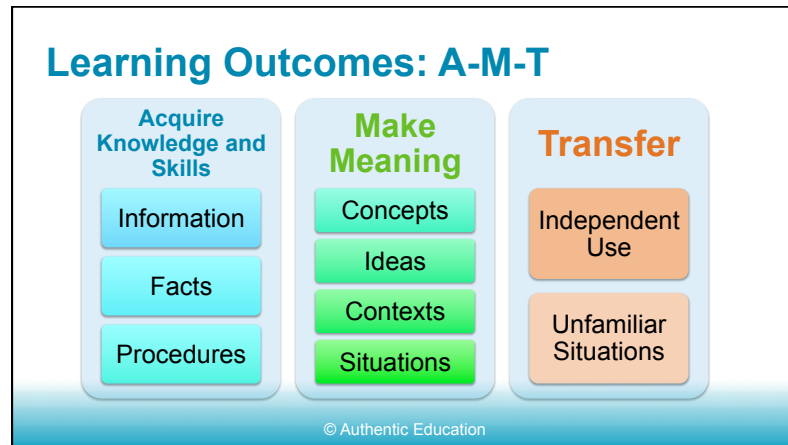 Learning Outcomes: A-M-T
Acquire
Knowledge and
Skills
Information
Facts
Procedures
Make
Meaning
Concepts
Ideas
Contexts
Situations
Transfer
Independent
Use
Unfamiliar
Situations
© Authentic Education